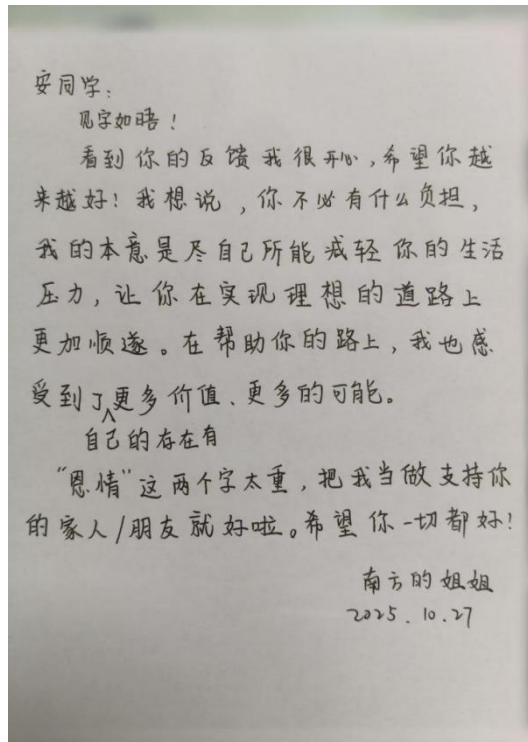 安同学：
见字如晤！
看到你的反馈我很开心，希望你越
来越好！我想说，你不必有什么负担，
我的本意是尽自己所能减轻你的生活
压力，让你在实现理想的道路上
更加顺遂。在帮助你的路上，我也感
受到了更多价值、更多的可能。
自己的存在有
“恩情”这两个字太重，把我当做支持你
的家人/朋友就好啦。希望你一切都好！
南方的姐姐
2025.10.27